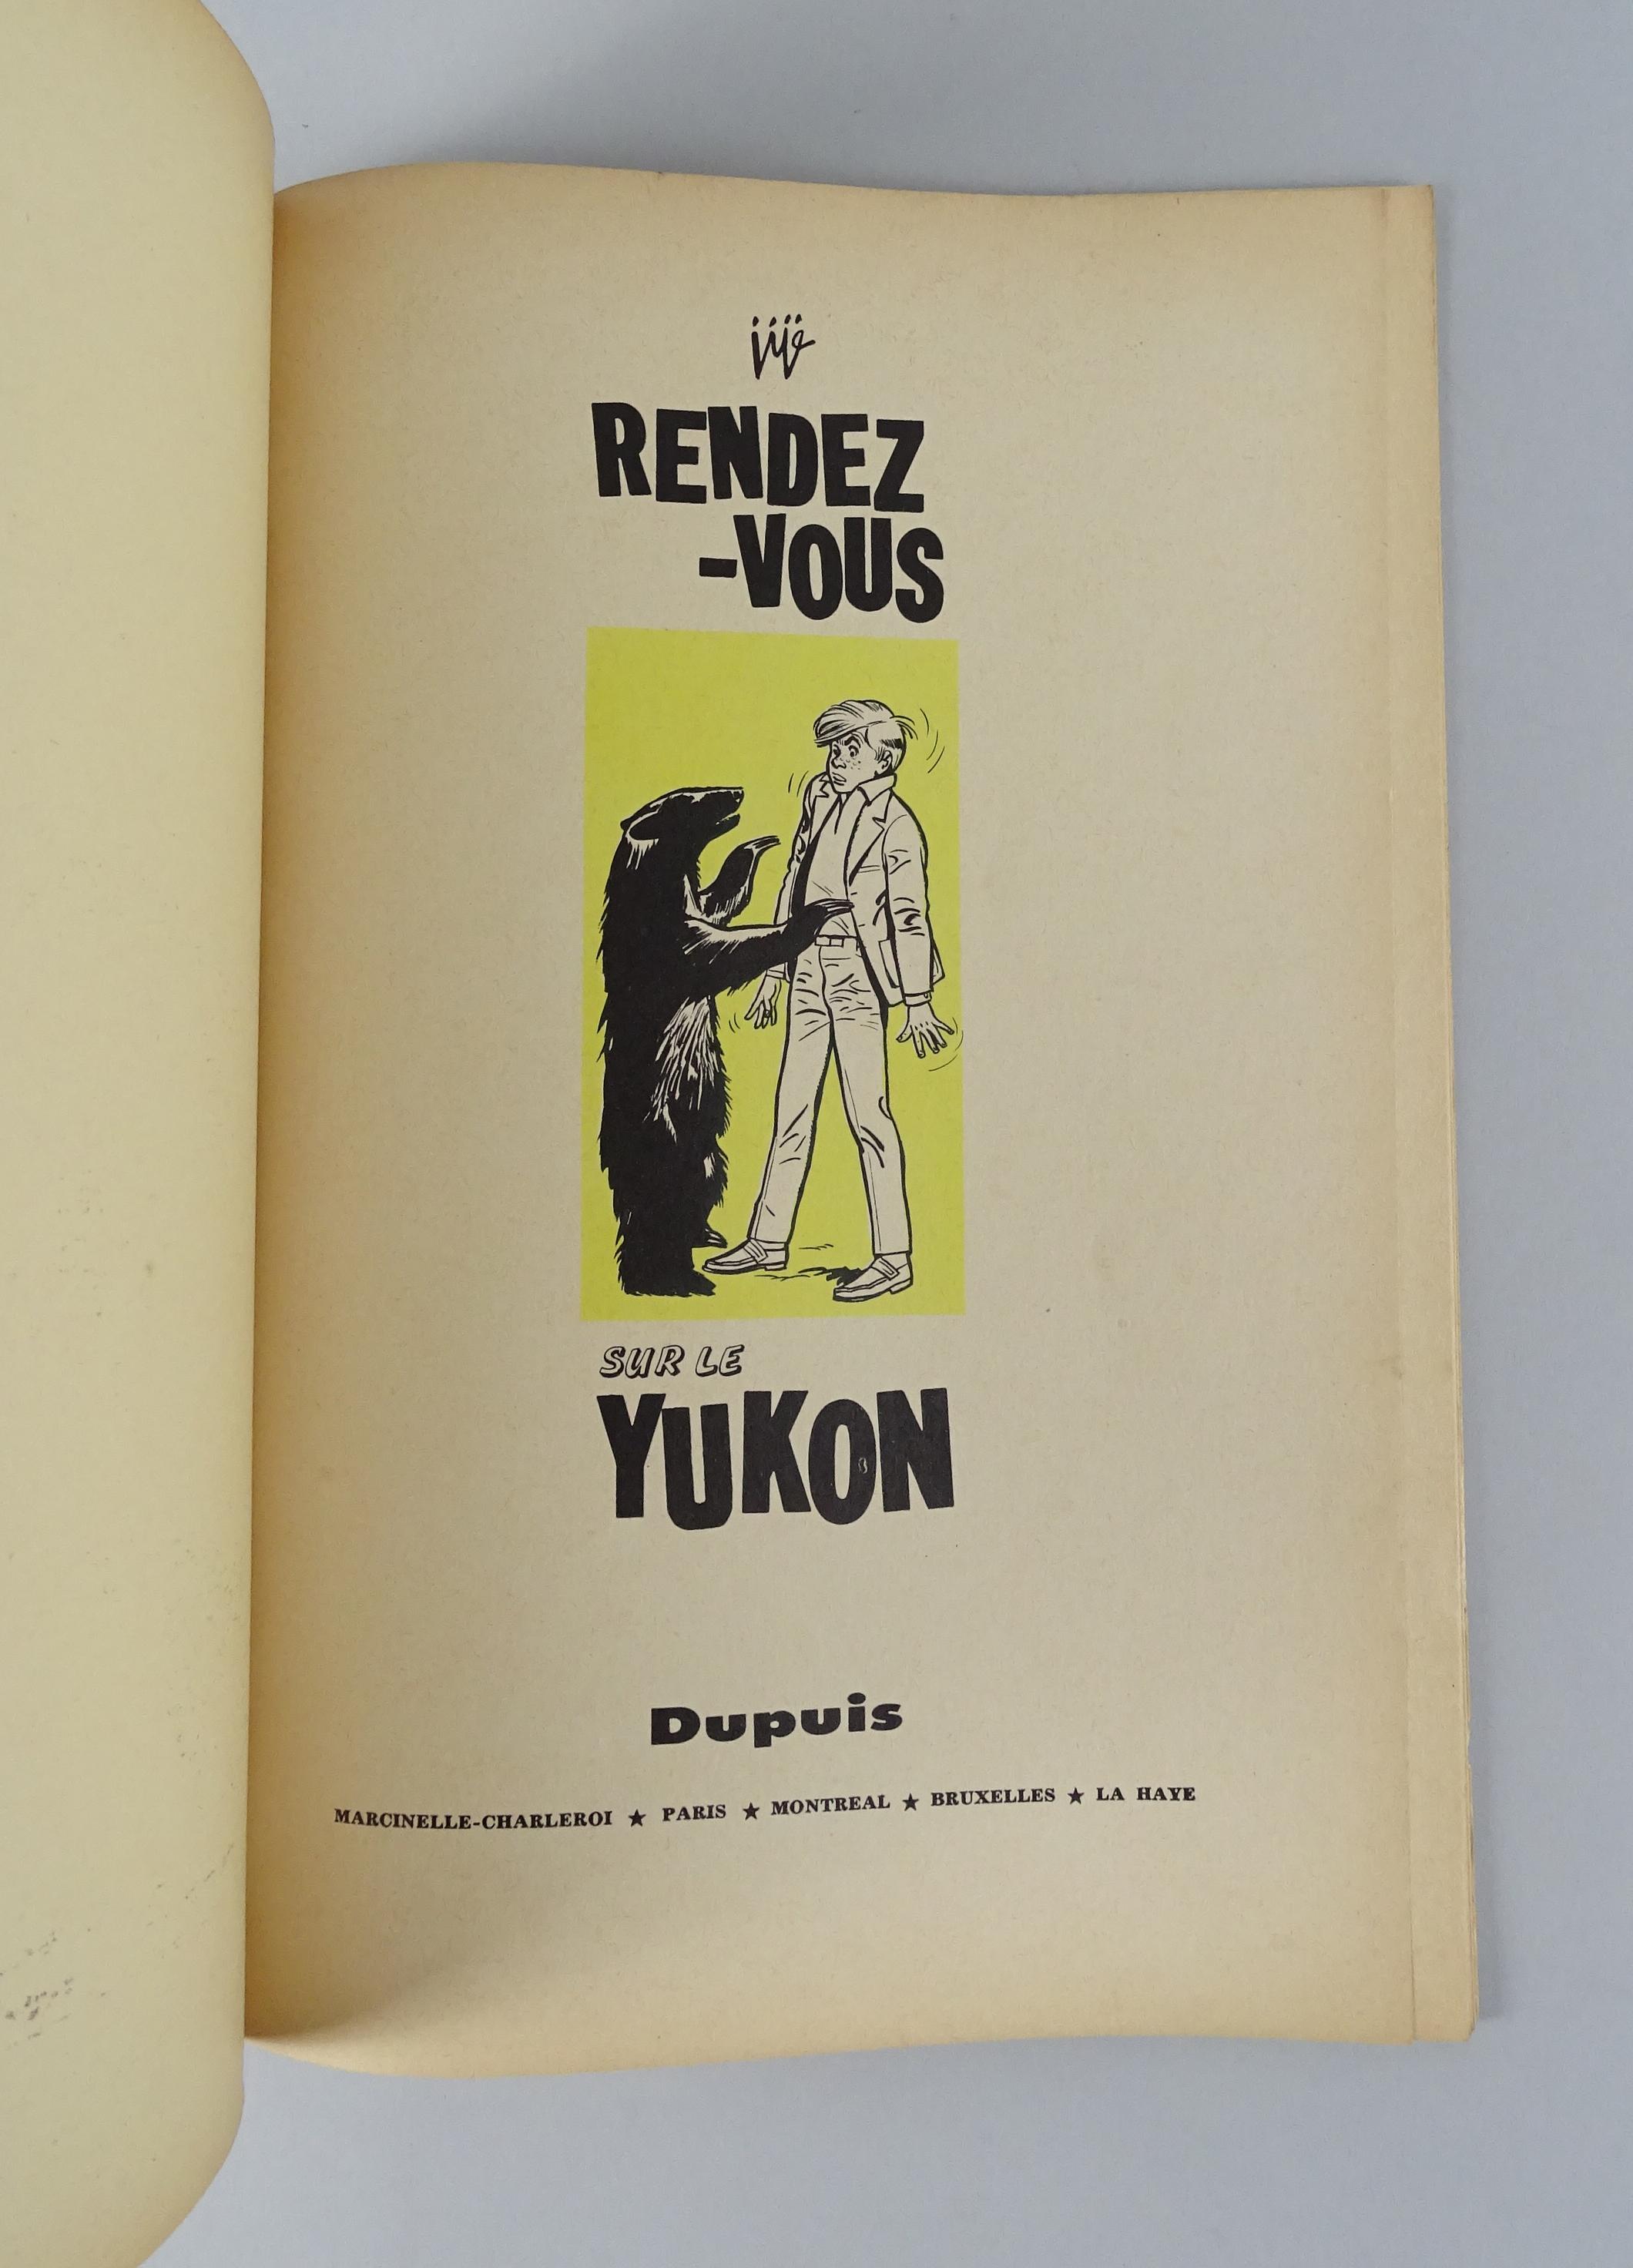 jijé
RENDEZ
-VOUS
SUR LE
YUKON
Dupuis
MARCINELLE-CHARLEROI ★ PARIS ★ MONTREAL ★ BRUXELLES ★ LA HAYE